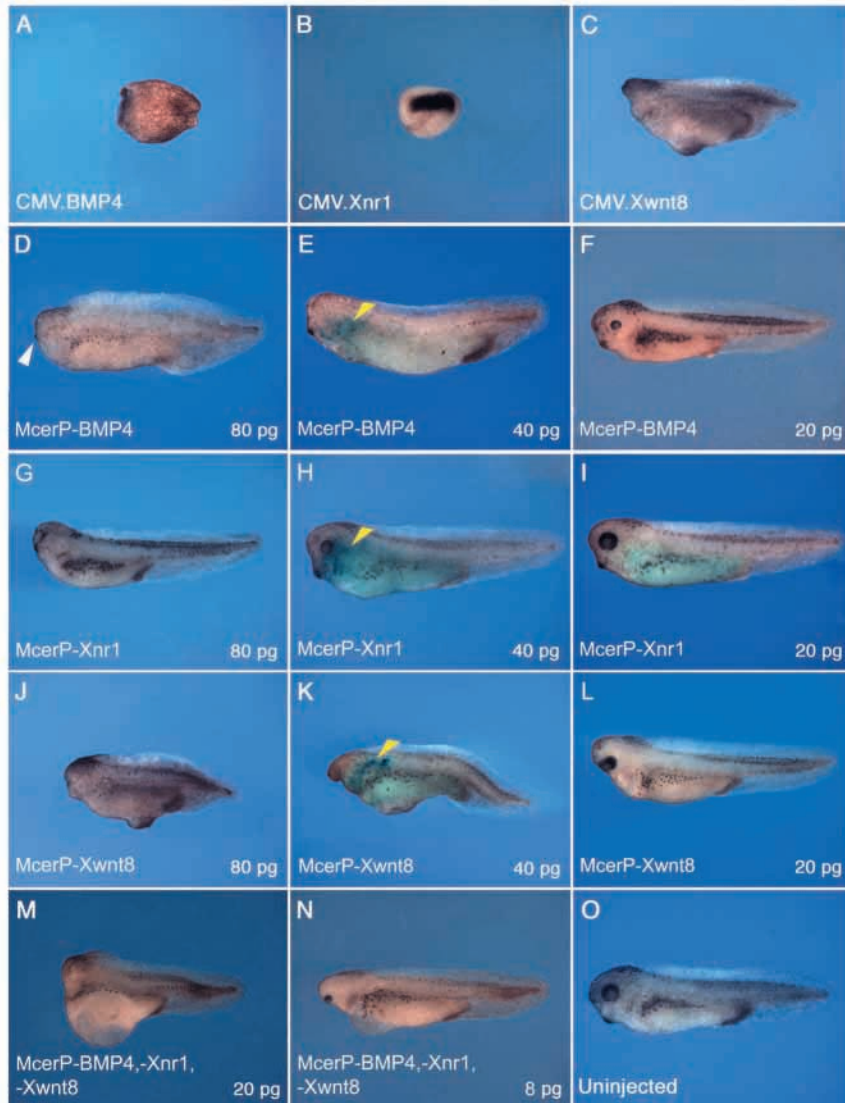 A
CMV.BMP4
B
CMV.Xnr1
C
CMV.Xwnt8
D
McerP-BMP4 80 pg
E
McerP-BMP4 40 pg
F
McerP-BMP4 20 pg
G
McerP-Xnr1 80 pg
H
McerP-Xnr1 40 pg
I
McerP-Xnr1 20 pg
J
McerP-Xwnt8 80 pg
K
McerP-Xwnt8 40 pg
L
McerP-Xwnt8 20 pg
M
McerP-BMP4,-Xnr1,
-Xwnt8 20 pg
N
McerP-BMP4,-Xnr1,
-Xwnt8 8 pg
O
Uninjected